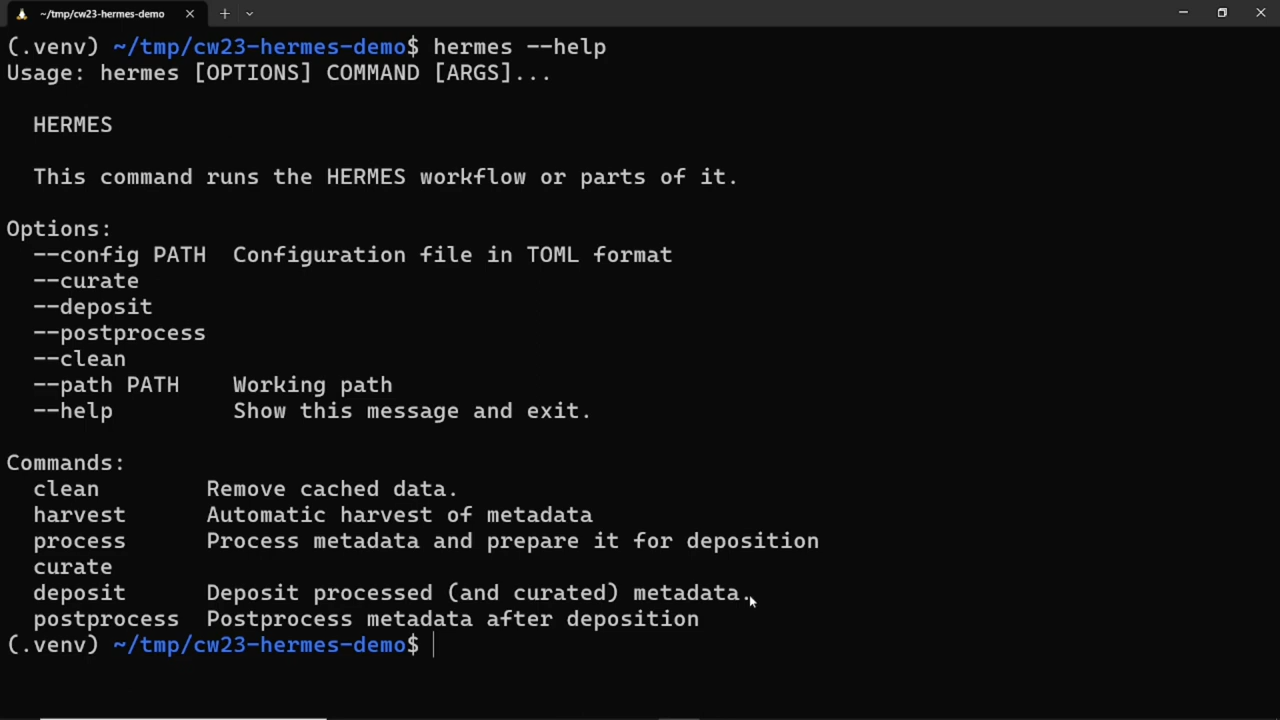 ~/tmp/cw23-hermes-demo
(.venv) ~/tmp/cw23-hermes-demo$ hermes --help
Usage: hermes [OPTIONS] COMMAND [ARGS]...
HERMES
This command runs the HERMES workflow or parts of it.
Options:
--config PATH  Configuration file in TOML format
--curate
--deposit
--postprocess
--clean
--path PATH    Working path
--help         Show this message and exit.
Commands:
clean        Remove cached data.
harvest      Automatic harvest of metadata
process      Process metadata and prepare it for deposition
curate
deposit      Deposit processed (and curated) metadata.
postprocess  Postprocess metadata after deposition
(.venv) ~/tmp/cw23-hermes-demo$